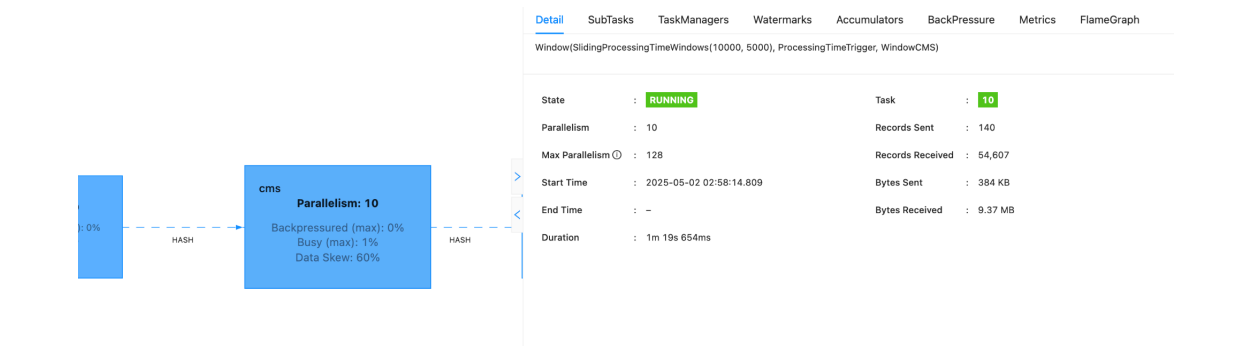 Detail SubTasks TaskManagers Watermarks Accumulators BackPressure Metrics FlameGraph
Window(SlidingProcessingTimeWindows(10000, 5000), ProcessingTimeTrigger, WindowCMS)
State : RUNNING Task : 10
Parallelism : 10 Records Sent : 140
Max Parallelism : 128 Records Received : 54,607
Start Time : 2025-05-02 02:58:14.809 Bytes Sent : 384 KB
End Time : – Bytes Received : 9.37 MB
Duration : 1m 19s 654ms
cms
Parallelism: 10
): 0%
HASH
Backpressured (max): 0%
Busy (max): 1%
Data Skew: 60%
HASH